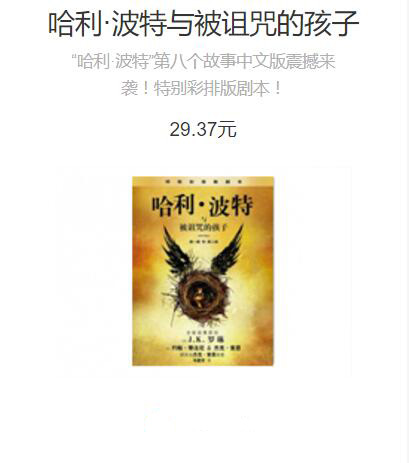 哈利·波特与被诅咒的孩子
“哈利·波特”第八个故事中文版震撼来
袭！特别彩排版剧本！
29.37元
哈利·波特
与
被诅咒的孩子
J.K.罗琳